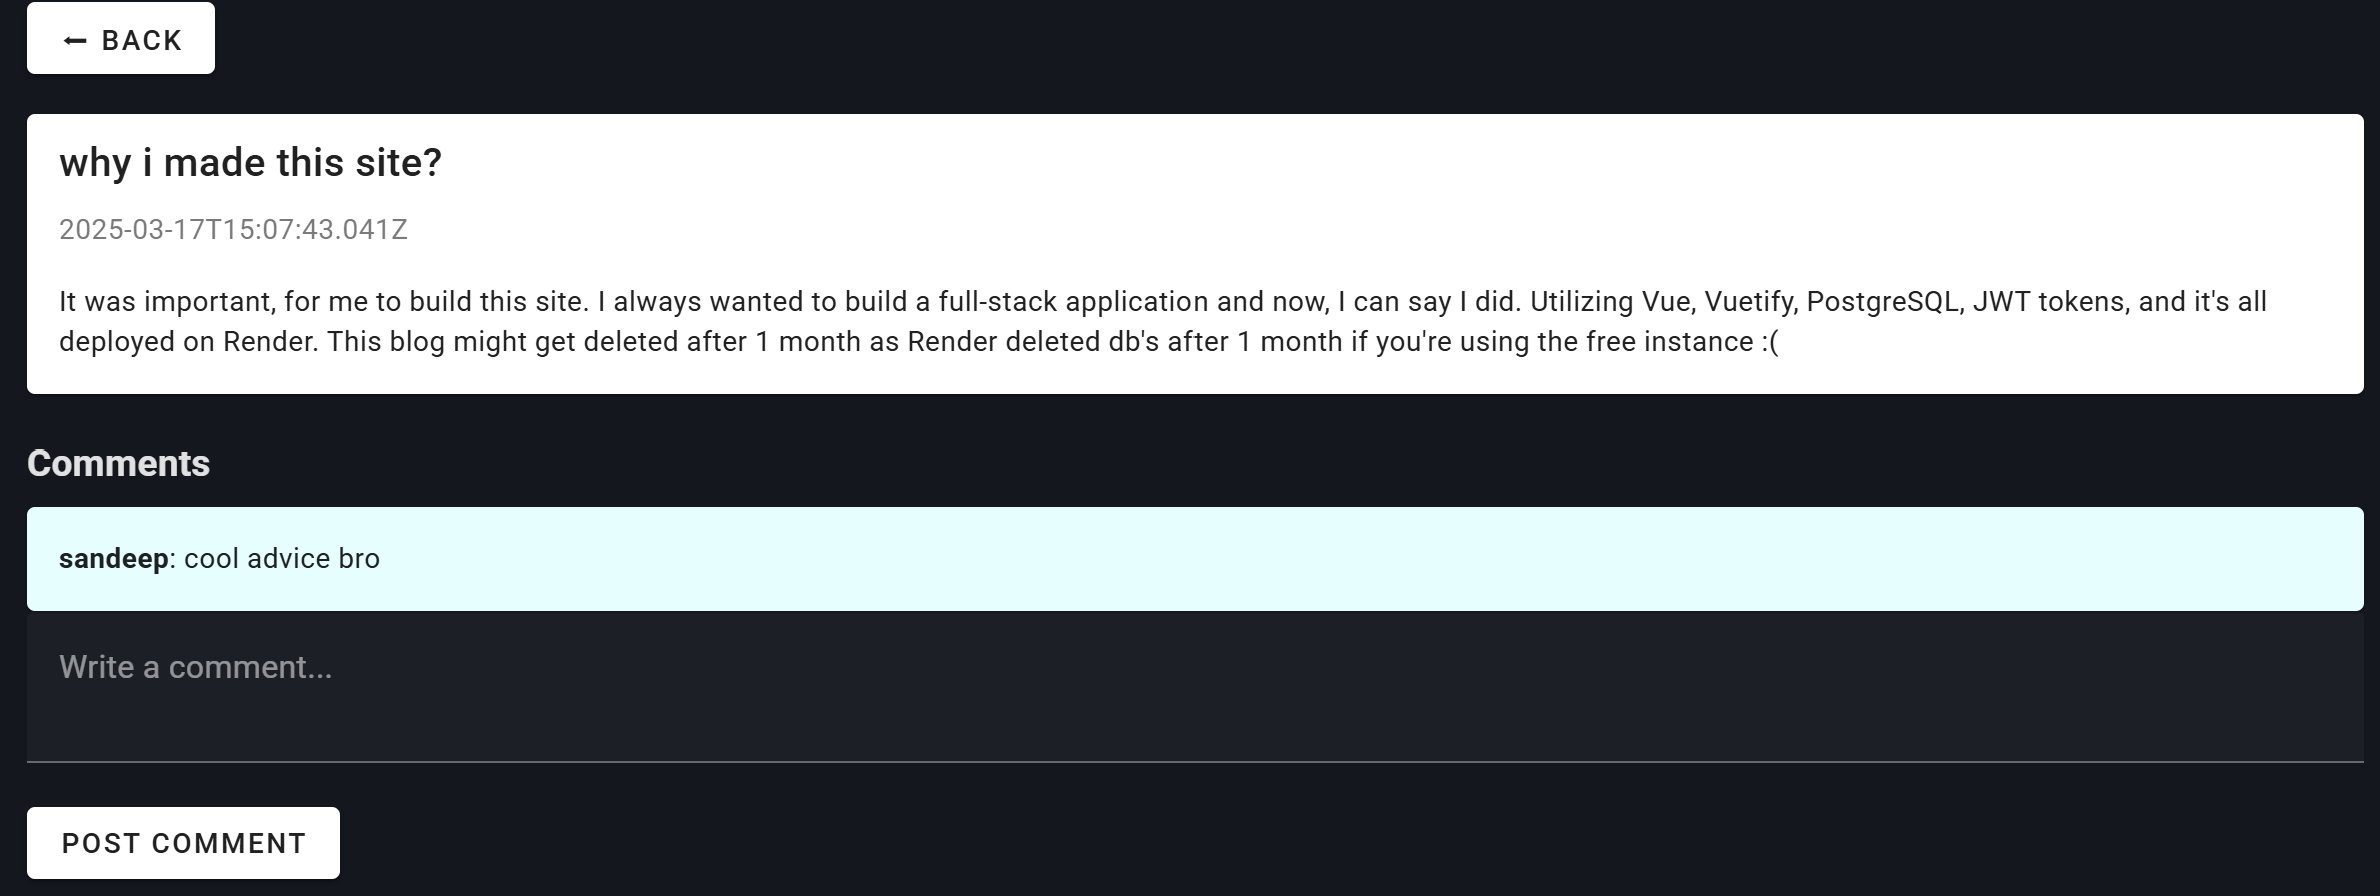 ← BACK
why i made this site?
2025-03-17T15:07:43.041Z
It was important, for me to build this site. I always wanted to build a full-stack application and now, I can say I did. Utilizing Vue, Vuetify, PostgreSQL, JWT tokens, and it's all
deployed on Render. This blog might get deleted after 1 month as Render deleted db's after 1 month if you're using the free instance :(
Comments
sandeep: cool advice bro
Write a comment...
POST COMMENT